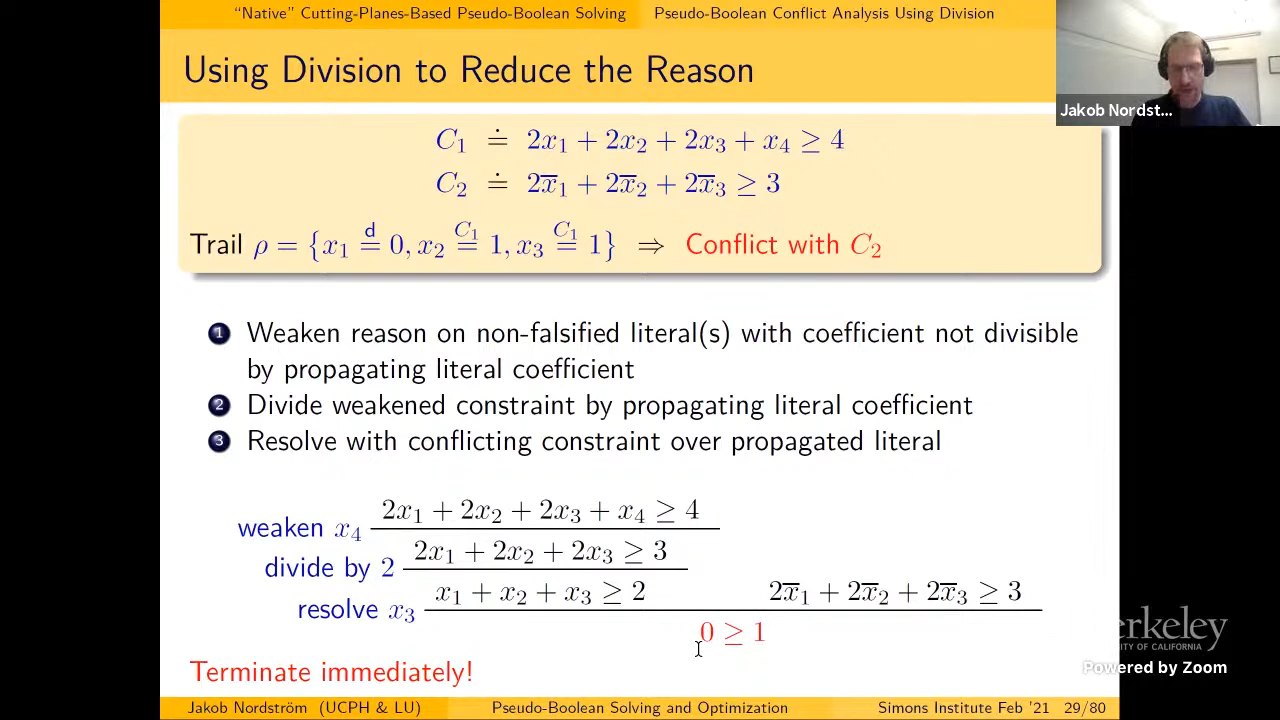 “Native” Cutting-Planes-Based Pseudo-Boolean Solving Pseudo-Boolean Conflict Analysis Using Division
Using Division to Reduce the Reason
Jakob Nordst...
C₁ ≐ 2x₁ + 2x₂ + 2x₃ + x₄ ≥ 4
C₂ ≐ 2x̅₁ + 2x̅₂ + 2x̅₃ ≥ 3
Trail ρ = {x₁ =ᵈ 0, x₂ =^{C₁} 1, x₃ =^{C₁} 1} ⇒ Conflict with C₂
1 Weaken reason on non-falsified literal(s) with coefficient not divisible
by propagating literal coefficient
2 Divide weakened constraint by propagating literal coefficient
3 Resolve with conflicting constraint over propagated literal
2x₁ + 2x₂ + 2x₃ + x₄ ≥ 4
weaken x₄
2x₁ + 2x₂ + 2x₃ ≥ 3
divide by 2
x₁ + x₂ + x₃ ≥ 2 2x̅₁ + 2x̅₂ + 2x̅₃ ≥ 3
resolve x₃
0 ≥ 1
Terminate immediately!
Powered by Zoom
Jakob Nordström (UCPH & LU) Pseudo-Boolean Solving and Optimization Simons Institute Feb '21 29/80